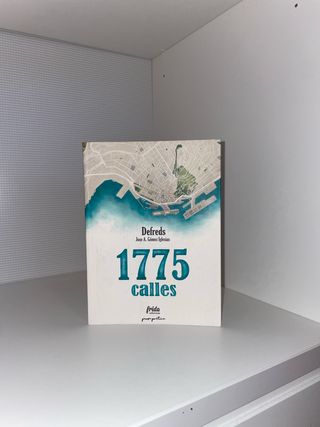 Defreds
Jose A. Gómez Iglesias
1775
calles
frida